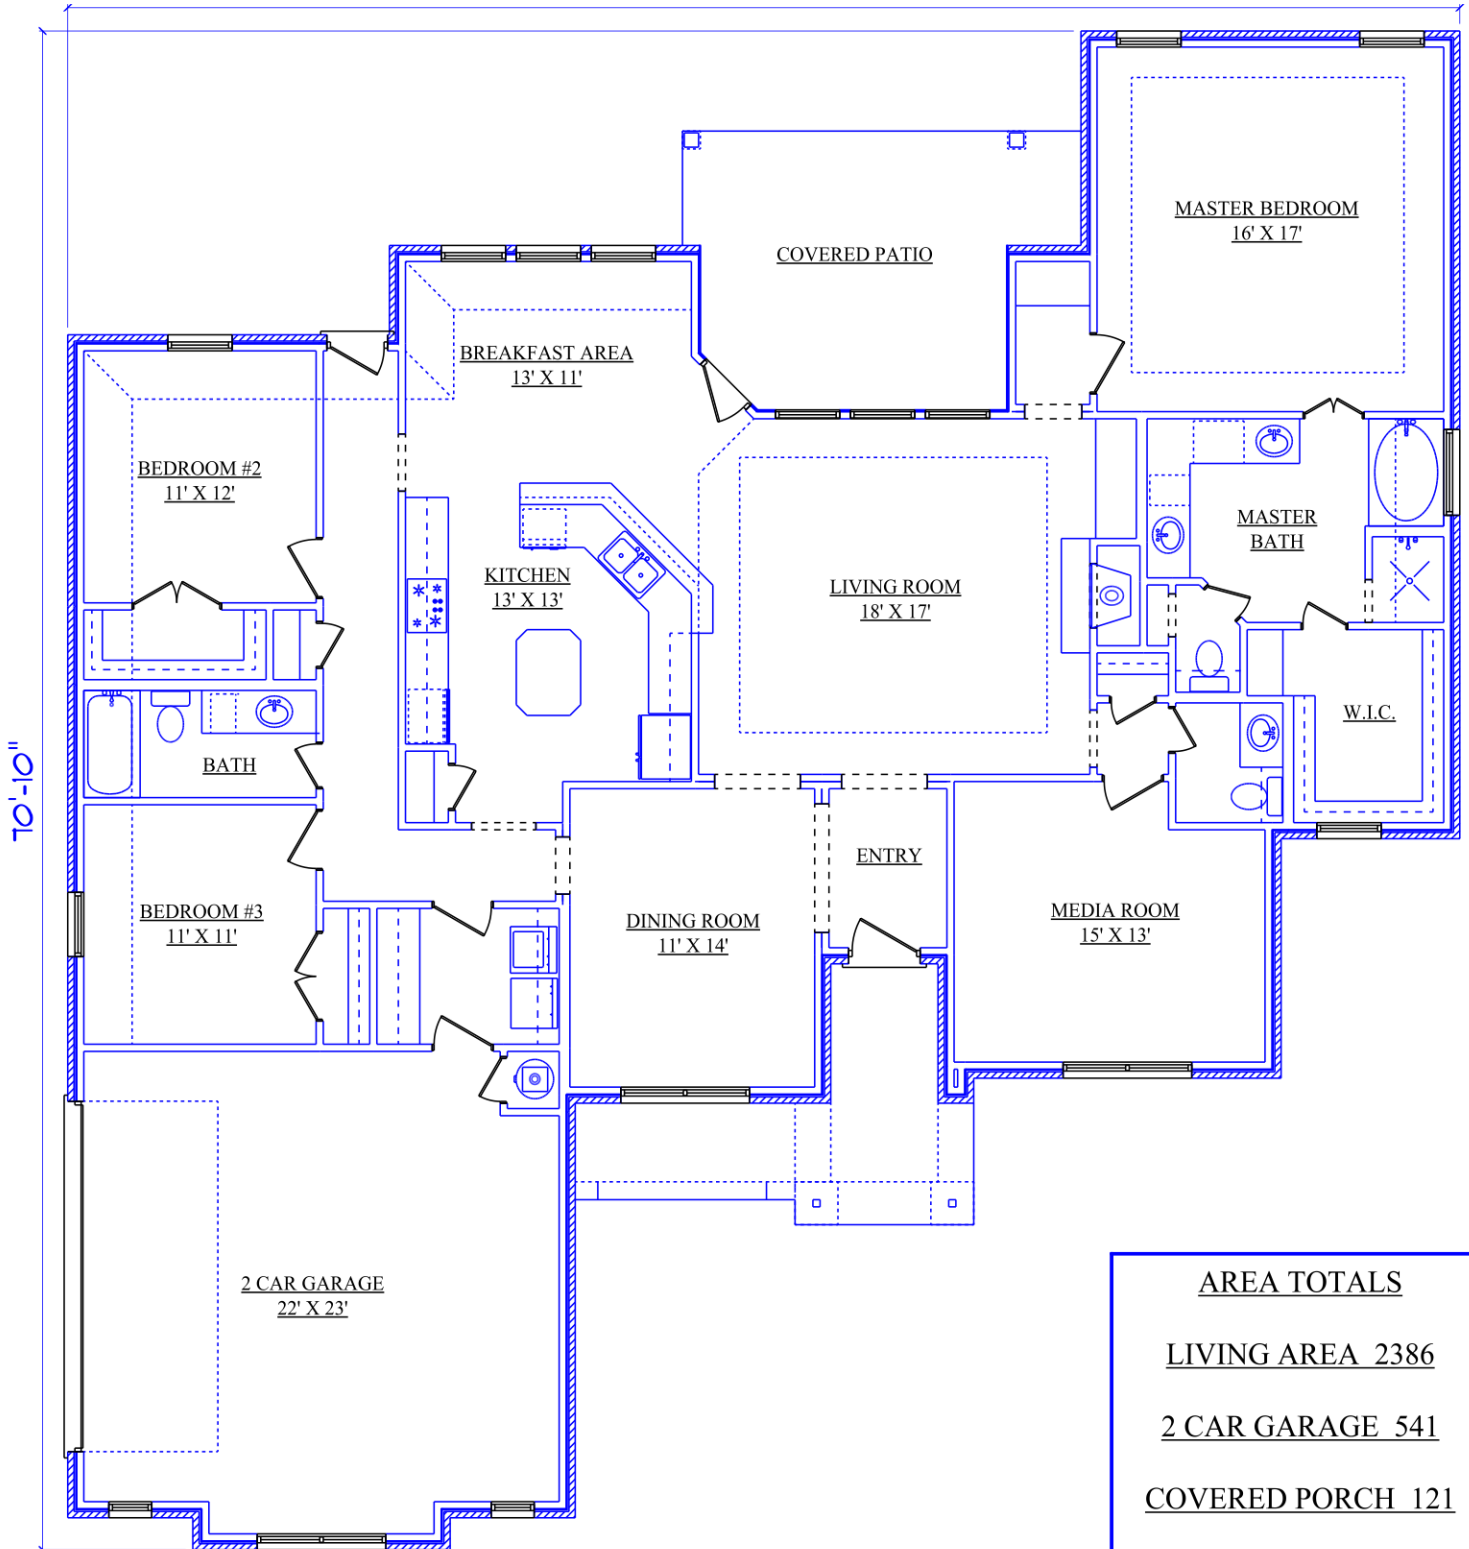 MASTER BEDROOM
16' X 17'
COVERED PATIO
BREAKFAST AREA
13' X 11'
BEDROOM #2
11' X 12'
MASTER
BATH
KITCHEN
13' X 13'
LIVING ROOM
18' X 17'
W.I.C.
BATH
70'-10"
ENTRY
BEDROOM #3
11' X 11'
DINING ROOM
11' X 14'
MEDIA ROOM
15' X 13'
2 CAR GARAGE
22' X 23'
AREA TOTALS
LIVING AREA 2386
2 CAR GARAGE 541
COVERED PORCH 121